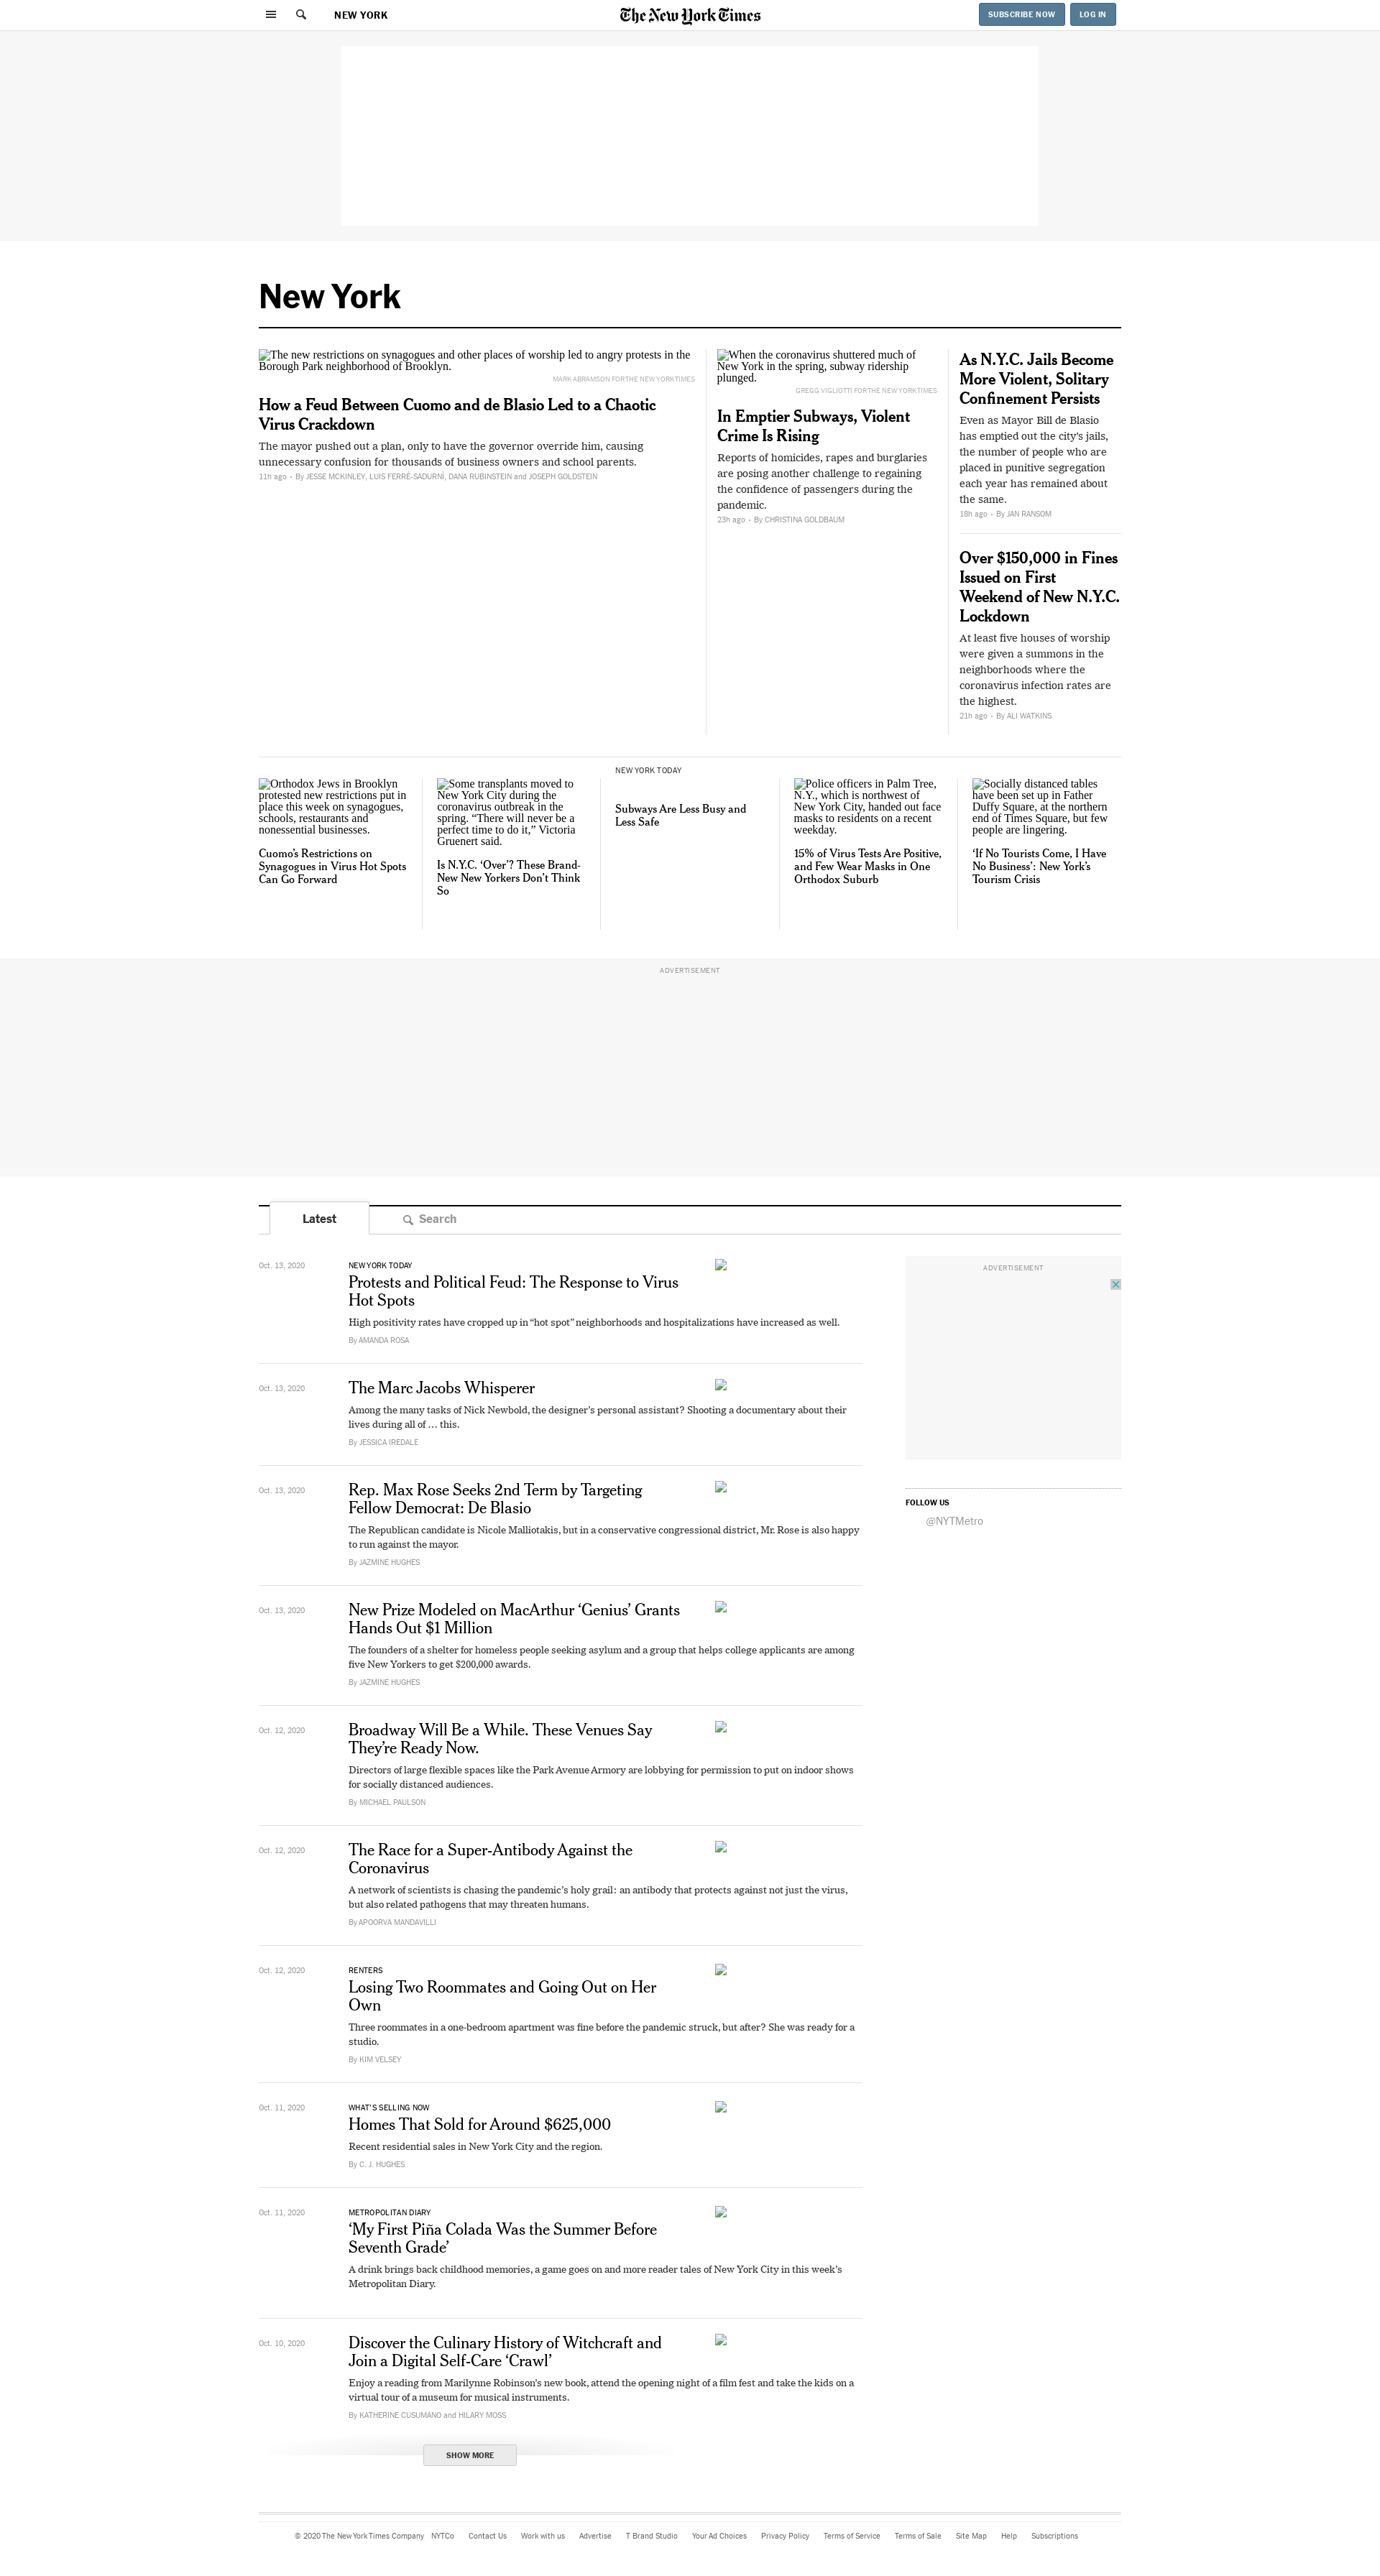 NEW YORK
The New York Times
SUBSCRIBE NOW
LOG IN
New York
The new restrictions on synagogues and other places of worship led to angry protests in the
Borough Park neighborhood of Brooklyn.
MARK ABRAMSON FOR THE NEW YORK TIMES
How a Feud Between Cuomo and de Blasio Led to a Chaotic
Virus Crackdown
The mayor pushed out a plan, only to have the governor override him, causing
unnecessary confusion for thousands of business owners and school parents.
11h ago • By JESSE MCKINLEY, LUIS FERRÉ-SADURNÍ, DANA RUBINSTEIN and JOSEPH GOLDSTEIN
When the coronavirus shuttered much of
New York in the spring, subway ridership
plunged.
GREGG VIGLIOTTI FOR THE NEW YORK TIMES
In Emptier Subways, Violent
Crime Is Rising
Reports of homicides, rapes and burglaries
are posing another challenge to regaining
the confidence of passengers during the
pandemic.
23h ago • By CHRISTINA GOLDBAUM
As N.Y.C. Jails Become
More Violent, Solitary
Confinement Persists
Even as Mayor Bill de Blasio
has emptied out the city’s jails,
the number of people who are
placed in punitive segregation
each year has remained about
the same.
18h ago • By JAN RANSOM
Over $150,000 in Fines
Issued on First
Weekend of New N.Y.C.
Lockdown
At least five houses of worship
were given a summons in the
neighborhoods where the
coronavirus infection rates are
the highest.
21h ago • By ALI WATKINS
Orthodox Jews in Brooklyn
protested new restrictions put in
place this week on synagogues,
schools, restaurants and
nonessential businesses.
Cuomo’s Restrictions on
Synagogues in Virus Hot Spots
Can Go Forward
Some transplants moved to
New York City during the
coronavirus outbreak in the
spring. “There will never be a
perfect time to do it,” Victoria
Gruenert said.
Is N.Y.C. ‘Over’? These Brand-
New New Yorkers Don’t Think
So
NEW YORK TODAY
Subways Are Less Busy and
Less Safe
Police officers in Palm Tree,
N.Y., which is northwest of
New York City, handed out face
masks to residents on a recent
weekday.
15% of Virus Tests Are Positive,
and Few Wear Masks in One
Orthodox Suburb
Socially distanced tables
have been set up in Father
Duffy Square, at the northern
end of Times Square, but few
people are lingering.
‘If No Tourists Come, I Have
No Business’: New York’s
Tourism Crisis
ADVERTISEMENT
Latest
Search
Oct. 13, 2020
NEW YORK TODAY
Protests and Political Feud: The Response to Virus
Hot Spots
High positivity rates have cropped up in “hot spot” neighborhoods and hospitalizations have increased as well.
By AMANDA ROSA
Oct. 13, 2020
The Marc Jacobs Whisperer
Among the many tasks of Nick Newbold, the designer’s personal assistant? Shooting a documentary about their
lives during all of … this.
By JESSICA IREDALE
Oct. 13, 2020
Rep. Max Rose Seeks 2nd Term by Targeting
Fellow Democrat: De Blasio
The Republican candidate is Nicole Malliotakis, but in a conservative congressional district, Mr. Rose is also happy
to run against the mayor.
By JAZMINE HUGHES
Oct. 13, 2020
New Prize Modeled on MacArthur ‘Genius’ Grants
Hands Out $1 Million
The founders of a shelter for homeless people seeking asylum and a group that helps college applicants are among
five New Yorkers to get $200,000 awards.
By JAZMINE HUGHES
Oct. 12, 2020
Broadway Will Be a While. These Venues Say
They’re Ready Now.
Directors of large flexible spaces like the Park Avenue Armory are lobbying for permission to put on indoor shows
for socially distanced audiences.
By MICHAEL PAULSON
Oct. 12, 2020
The Race for a Super-Antibody Against the
Coronavirus
A network of scientists is chasing the pandemic’s holy grail: an antibody that protects against not just the virus,
but also related pathogens that may threaten humans.
By APOORVA MANDAVILLI
Oct. 12, 2020
RENTERS
Losing Two Roommates and Going Out on Her
Own
Three roommates in a one-bedroom apartment was fine before the pandemic struck, but after? She was ready for a
studio.
By KIM VELSEY
Oct. 11, 2020
WHAT’S SELLING NOW
Homes That Sold for Around $625,000
Recent residential sales in New York City and the region.
By C. J. HUGHES
Oct. 11, 2020
METROPOLITAN DIARY
‘My First Piña Colada Was the Summer Before
Seventh Grade’
A drink brings back childhood memories, a game goes on and more reader tales of New York City in this week’s
Metropolitan Diary.
Oct. 10, 2020
Discover the Culinary History of Witchcraft and
Join a Digital Self-Care ‘Crawl’
Enjoy a reading from Marilynne Robinson’s new book, attend the opening night of a film fest and take the kids on a
virtual tour of a museum for musical instruments.
By KATHERINE CUSUMANO and HILARY MOSS
SHOW MORE
ADVERTISEMENT
FOLLOW US
@NYTMetro
© 2020 The New York Times Company NYTCo Contact Us Work with us Advertise T Brand Studio Your Ad Choices Privacy Policy Terms of Service Terms of Sale Site Map Help Subscriptions